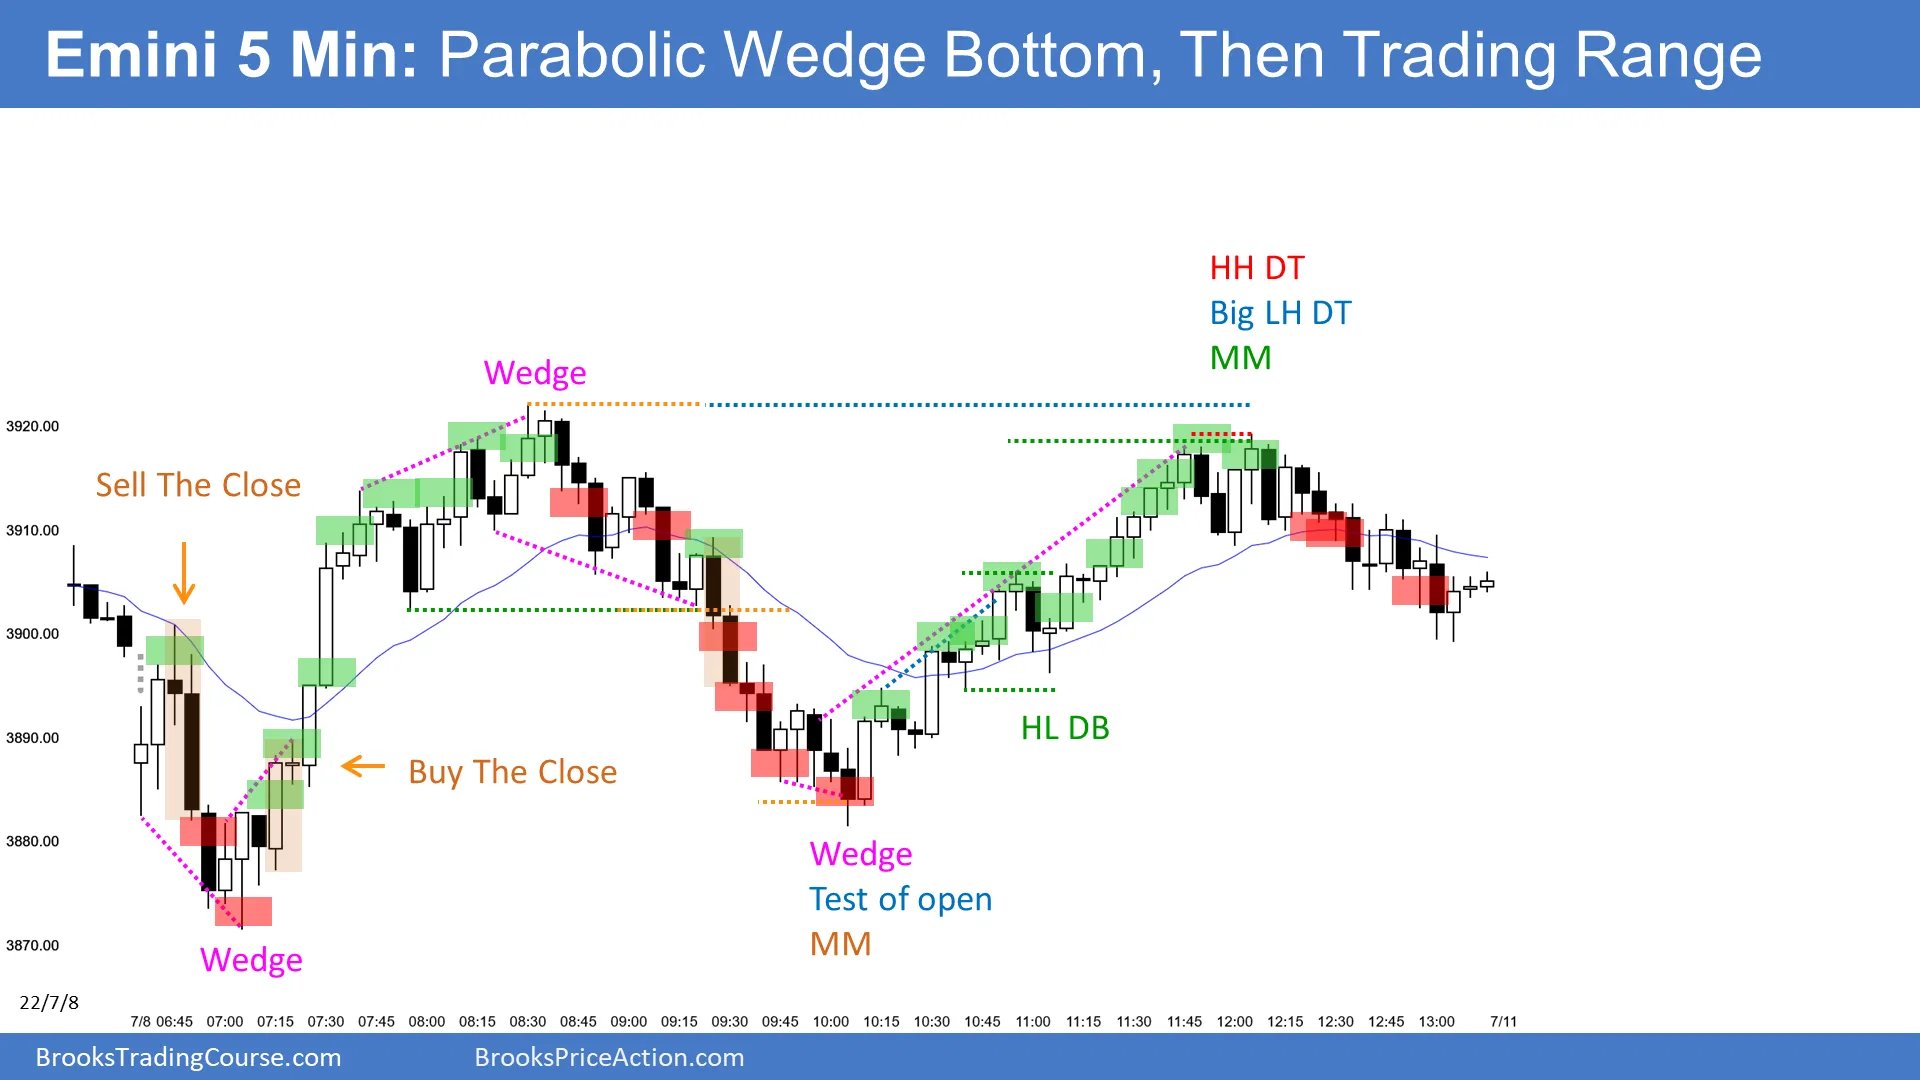 Emini 5 Min: Parabolic Wedge Bottom, Then Trading Range
HH DT
Big LH DT
MM
Wedge
3920.00
Sell The Close
3910.00
3900.00
HL DB
3890.00
Buy The Close
3880.00
Wedge
Test of open
MM
3870.00
Wedge
22/7/8
7/8 06:45 07:00 07:15 07:30 07:45 08:00 08:15 08:30 08:45 09:00 09:15 09:30 09:45 10:00 10:15 10:30 10:45 11:00 11:15 11:30 11:45 12:00 12:15 12:30 12:45 13:00 7/11
BrooksTradingCourse.com BrooksPriceAction.com